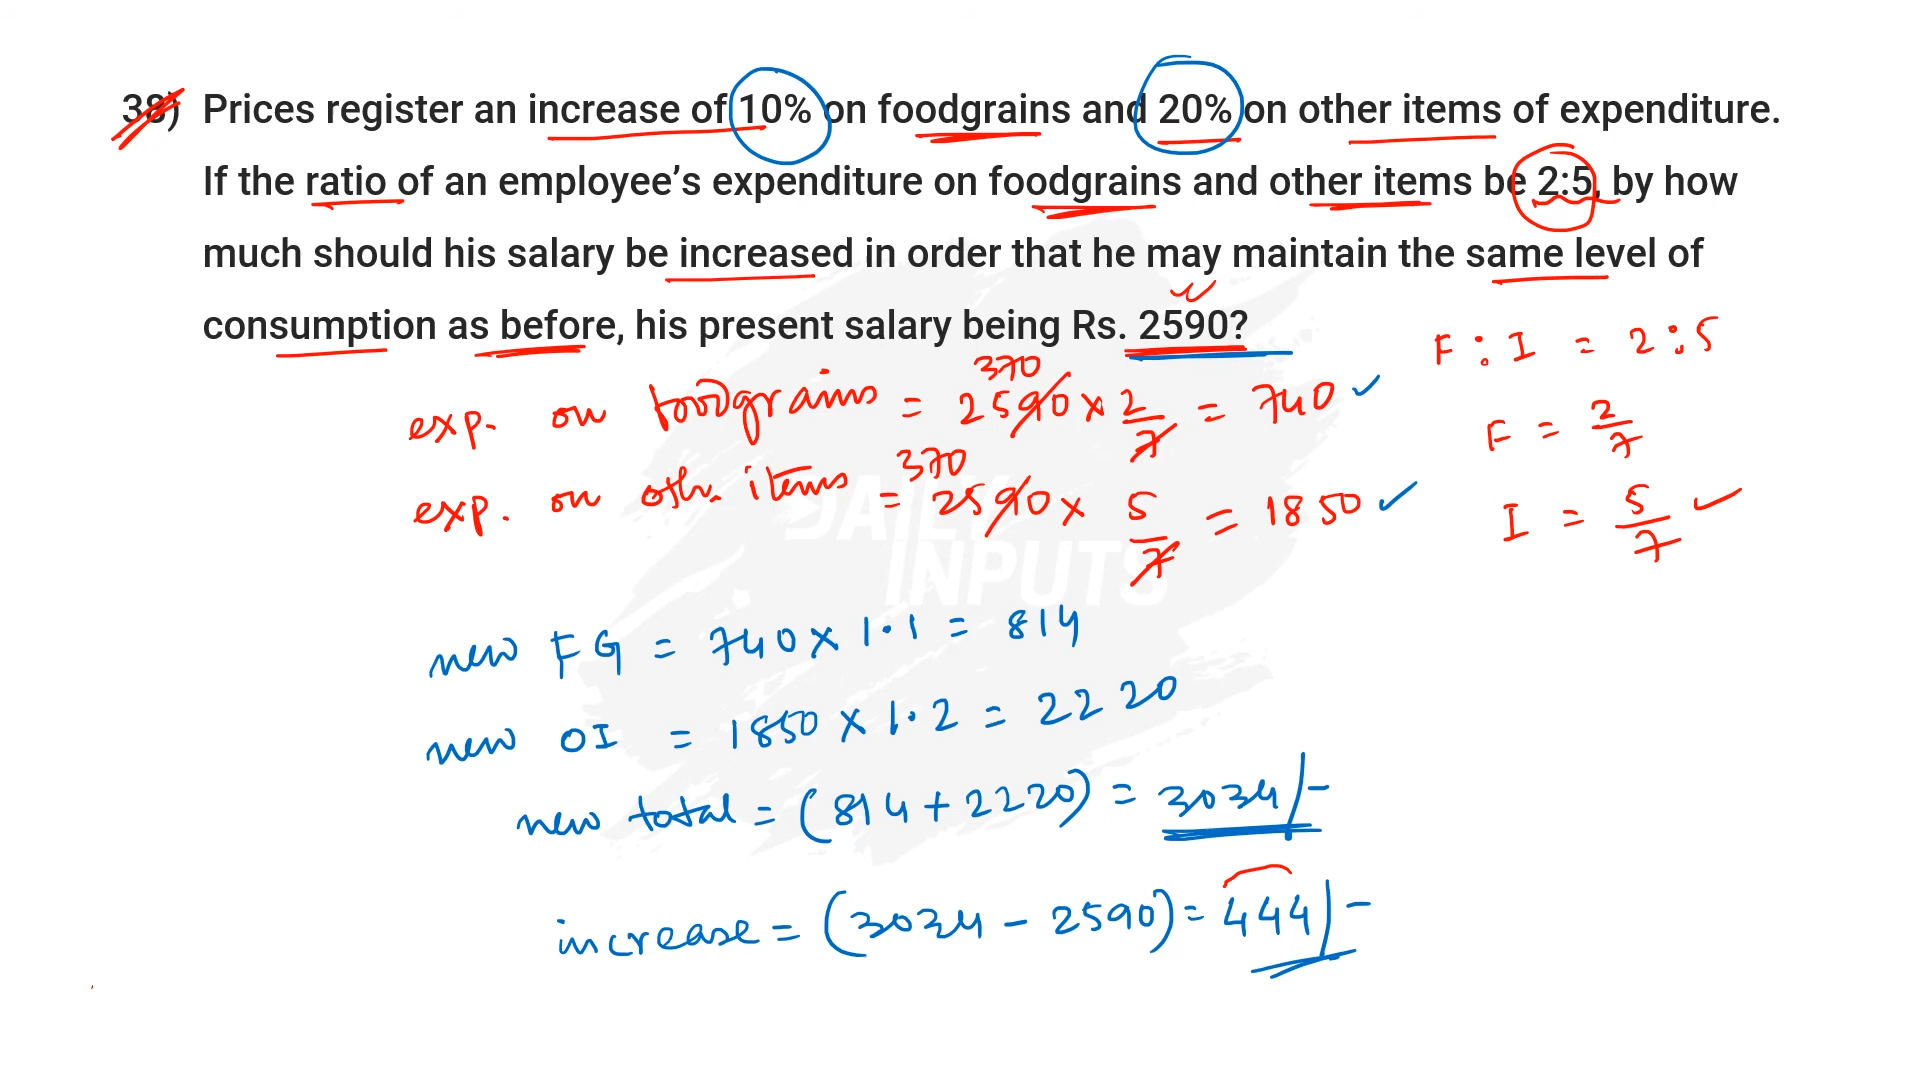 38) Prices register an increase of 10% on foodgrains and 20% on other items of expenditure.
If the ratio of an employee’s expenditure on foodgrains and other items be 2:5, by how
much should his salary be increased in order that he may maintain the same level of
consumption as before, his present salary being Rs. 2590?
F : I = 2 : 5
370
exp. on foodgrains = 2590 x 2/7 = 740
F = 2/7
370
exp. on oth. items = 2590 x 5/7 = 1850
I = 5/7
DAILY
INPUTS
new FG = 740 x 1.1 = 814
new OI = 1850 x 1.2 = 2220
new total = (814 + 2220) = 3034/-
increase = (3034 - 2590) = 444/-